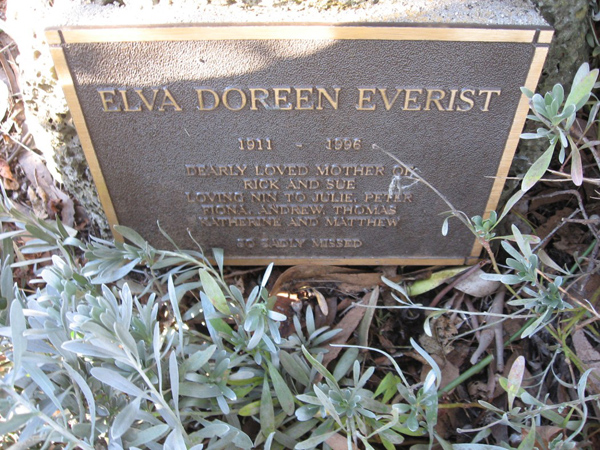 ELVA DOREEN EVERIST
1911 - 1996
DEARLY LOVED MOTHER OF
RICK AND SUE
LOVING NIN TO JULIE, PETER
FIONA, ANDREW, THOMAS
KATHERINE AND MATTHEW
SO SADLY MISSED